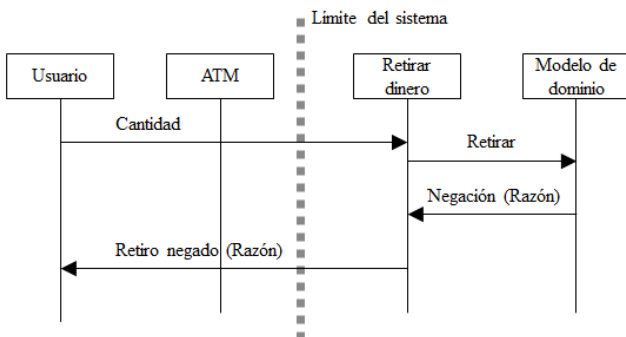 Límite del sistema
Usuario
ATM
Retirar
dinero
Modelo de
dominio
Cantidad
Retirar
Negación (Razón)
Retiro negado (Razón)